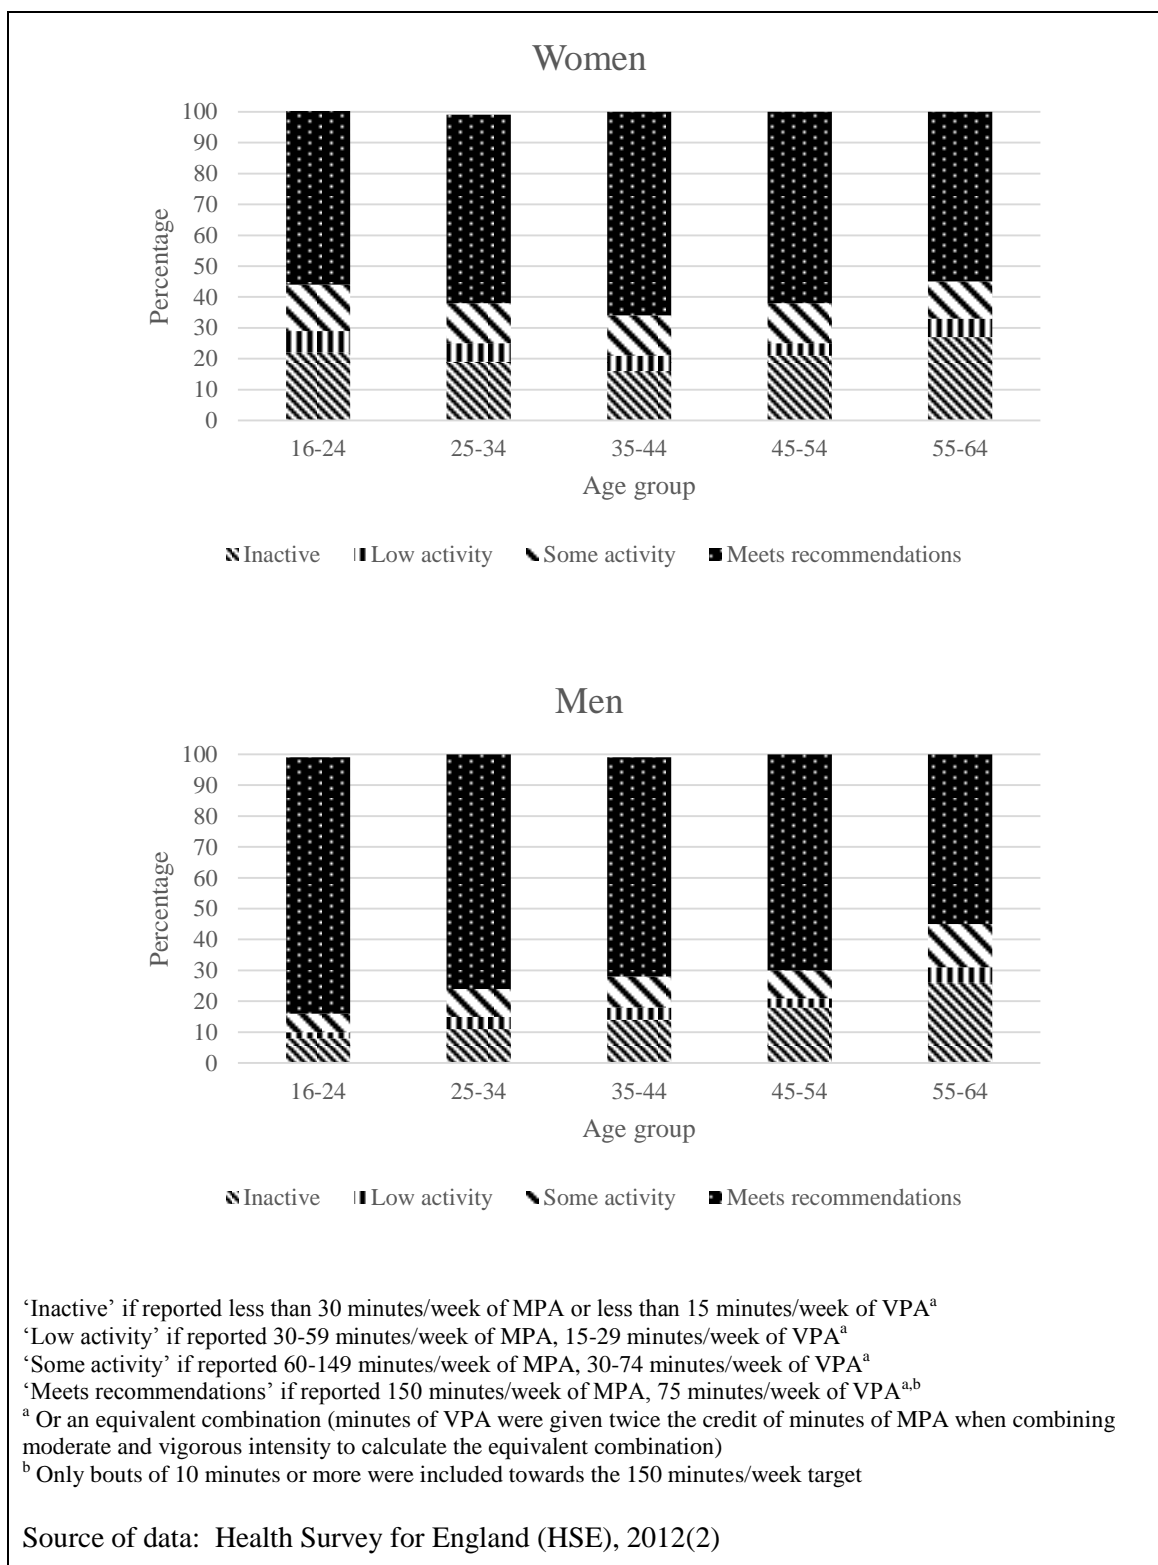 Women
100
90
80
70
60
50
40
30
20
10
0
Percentage
16-24 25-34 35-44 45-54 55-64
Age group
Inactive Low activity Some activity Meets recommendations
Men
100
90
80
70
60
50
40
30
20
10
0
Percentage
16-24 25-34 35-44 45-54 55-64
Age group
Inactive Low activity Some activity Meets recommendations
‘Inactive’ if reported less than 30 minutes/week of MPA or less than 15 minutes/week of VPAᵃ
‘Low activity’ if reported 30-59 minutes/week of MPA, 15-29 minutes/week of VPAᵃ
‘Some activity’ if reported 60-149 minutes/week of MPA, 30-74 minutes/week of VPAᵃ
‘Meets recommendations’ if reported 150 minutes/week of MPA, 75 minutes/week of VPAᵃ,ᵇ
ᵃ Or an equivalent combination (minutes of VPA were given twice the credit of minutes of MPA when combining
moderate and vigorous intensity to calculate the equivalent combination)
ᵇ Only bouts of 10 minutes or more were included towards the 150 minutes/week target
Source of data: Health Survey for England (HSE), 2012(2)